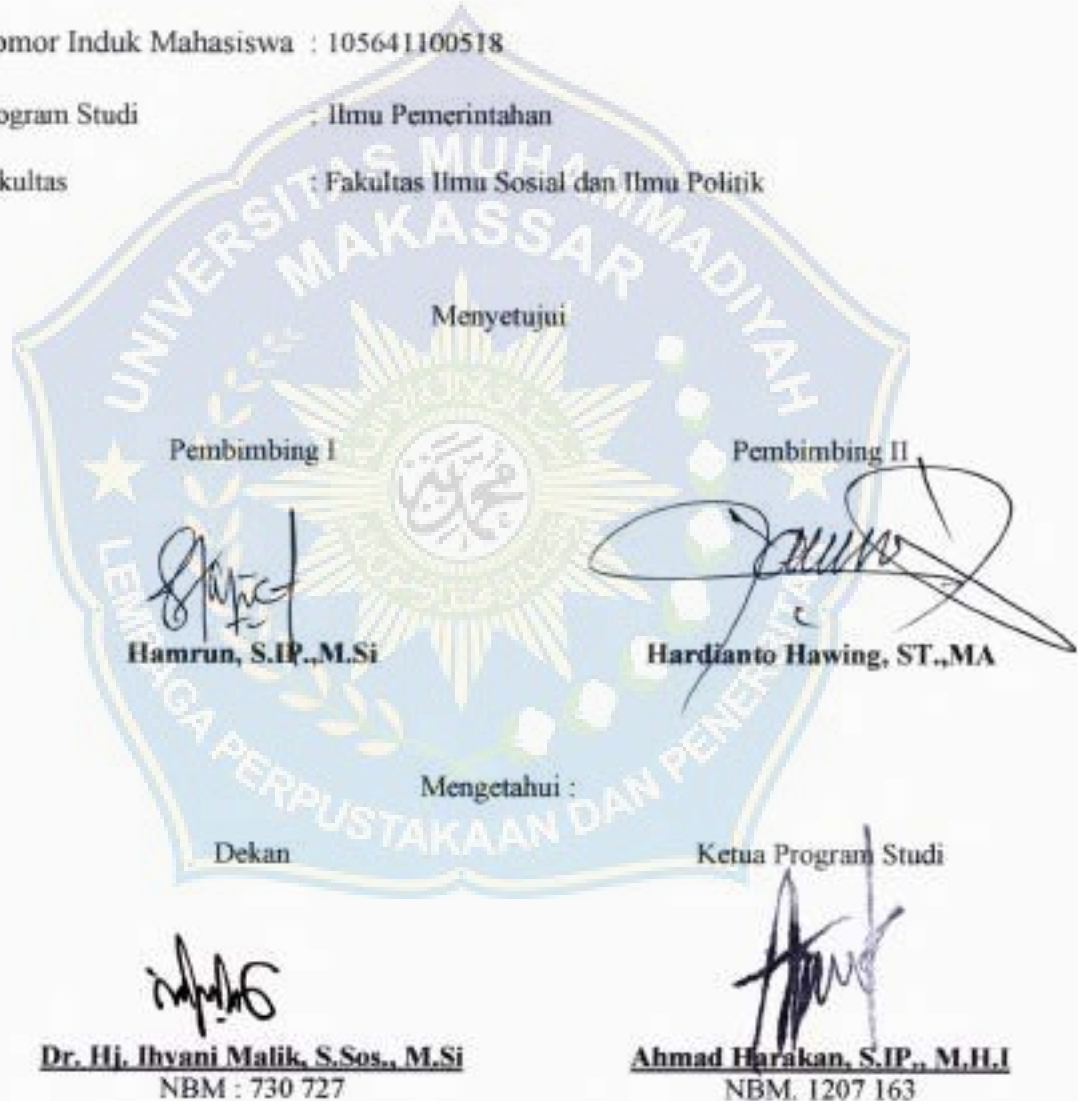 omor Induk Mahasiswa : 105641100518
ogram Studi : Ilmu Pemerintahan
kultas : Fakultas Ilmu Sosial dan Ilmu Politik
UNIVERSITAS MUHAMMADIYAH
MAKASSAR
Menyetujui
Pembimbing I Pembimbing II
Hamrun, S.IP.,M.Si Hardianto Hawing, ST.,MA
LEMBAGA PERPUSTAKAAN DAN PENERBITAN
Mengetahui :
Dekan Ketua Program Studi
Dr. Hj. Ihyani Malik, S.Sos., M.Si Ahmad Harakan, S.IP., M.H.I
NBM : 730 727 NBM. 1207 163